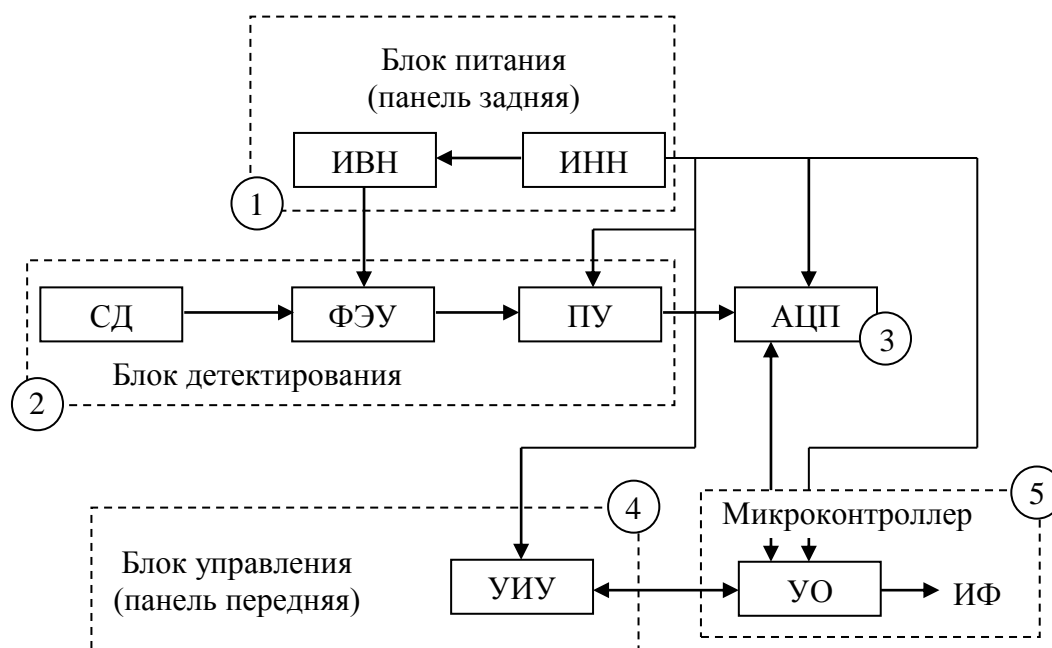 Блок питания
(панель задняя)
ИВН
ИНН
1
СД
ФЭУ
ПУ
АЦП
3
Блок детектирования
2
4
5
Микроконтроллер
Блок управления
(панель передняя)
УИУ
УО
ИФ